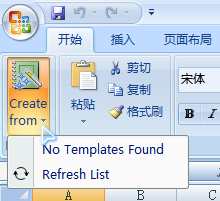 开始 插入 页面布局
Create from
剪切
复制
格式刷
粘贴
宋体
B I
No Templates Found
Refresh List
A B C